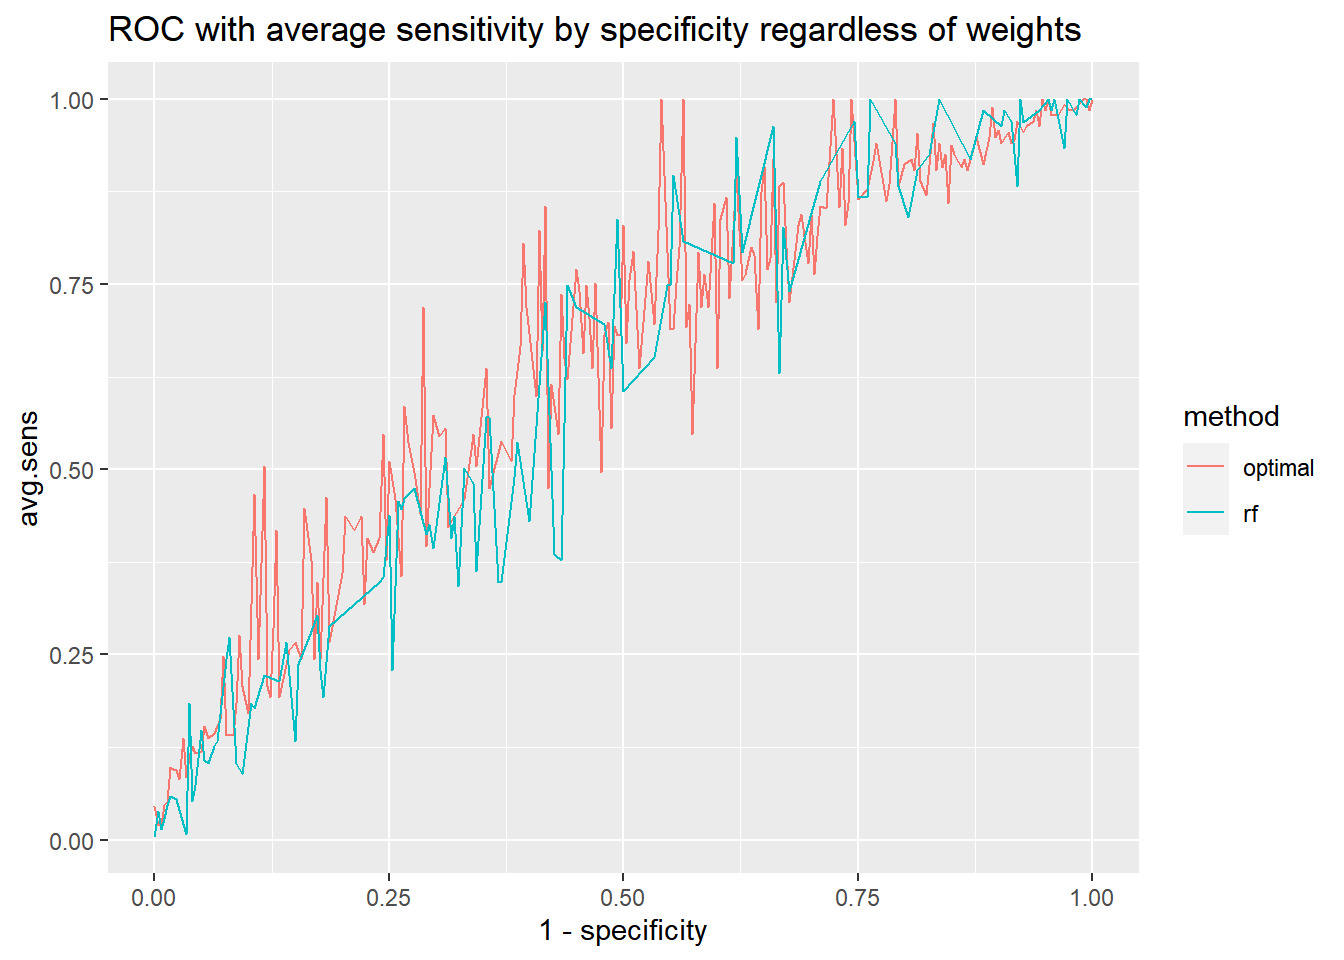 ROC with average sensitivity by specificity regardless of weights
1.00
0.75
0.50
0.25
0.00
avg.sens
0.00 0.25 0.50 0.75 1.00
1 - specificity
method
optimal
rf